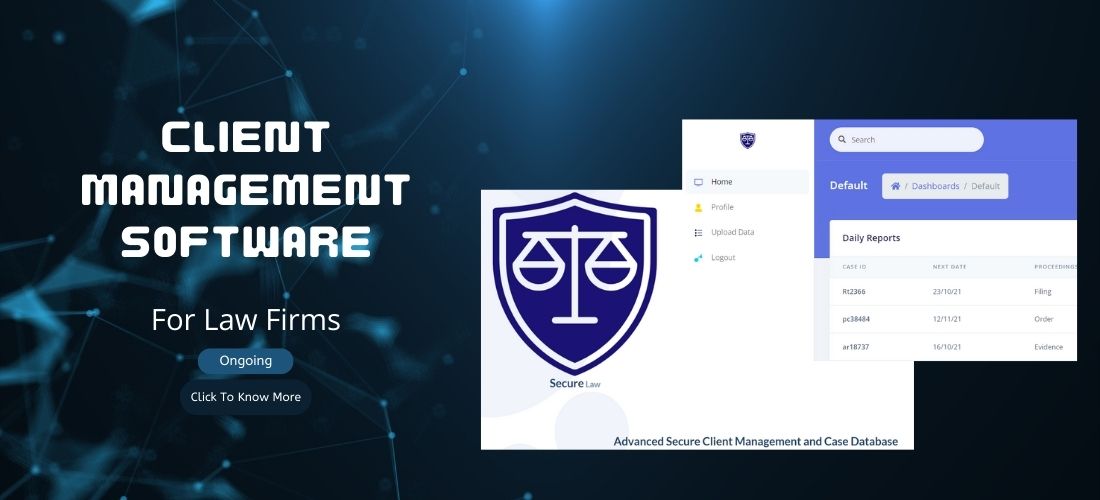 CLIENT
MANAGEMENT
SOFTWARE
For Law Firms
Ongoing
Click To Know More
Secure Law
Advanced Secure Client Management and Case Database
Home
Profile
Upload Data
Logout
Search
Default
/ Dashboards / Default
Daily Reports
CASE ID NEXT DATE PROCEEDINGS
Rt2366 23/10/21 Filing
pc38484 12/11/21 Order
ar18737 16/10/21 Evidence